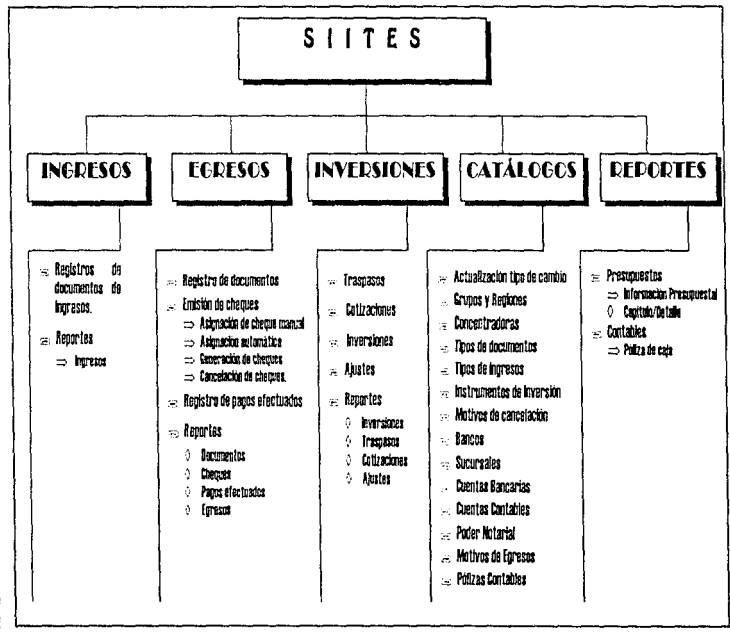 SIITES
INGRESOS
EGRESOS
INVERSIONES
CATÁLOGOS
REPORTES
Registros de
documentos de
Ingresos.
Reportes
⇒ Ingresos
Registro de documentos
Emisión de cheques
⇒ Asignación de cheque manual
⇒ Asignación automática
⇒ Generación de cheques
⇒ Cancelación de cheques.
Registro de pagos efectuados
Reportes
◊ Documentos
◊ Cheques
◊ Pagos efectuados
◊ Egresos
Traspasos
Cotizaciones
Inversiones
Ajustes
Reportes
◊ Inversiones
◊ Traspasos
◊ Cotizaciones
◊ Ajustes
Actualización tipo de cambio
Grupos y Regiones
Concentradoras
Tipos de documentos
Tipos de Ingresos
Instrumentos de Inversión
Motivos de cancelación
Bancos
Sucursales
Cuentas Bancarias
Cuentas Contables
Poder Notarial
Motivos de Egresos
Pólizas Contables
Presupuestos
⇒ Información Presupuestal
◊ Capítulo/Detalle
Contables
⇒ Póliza de caja